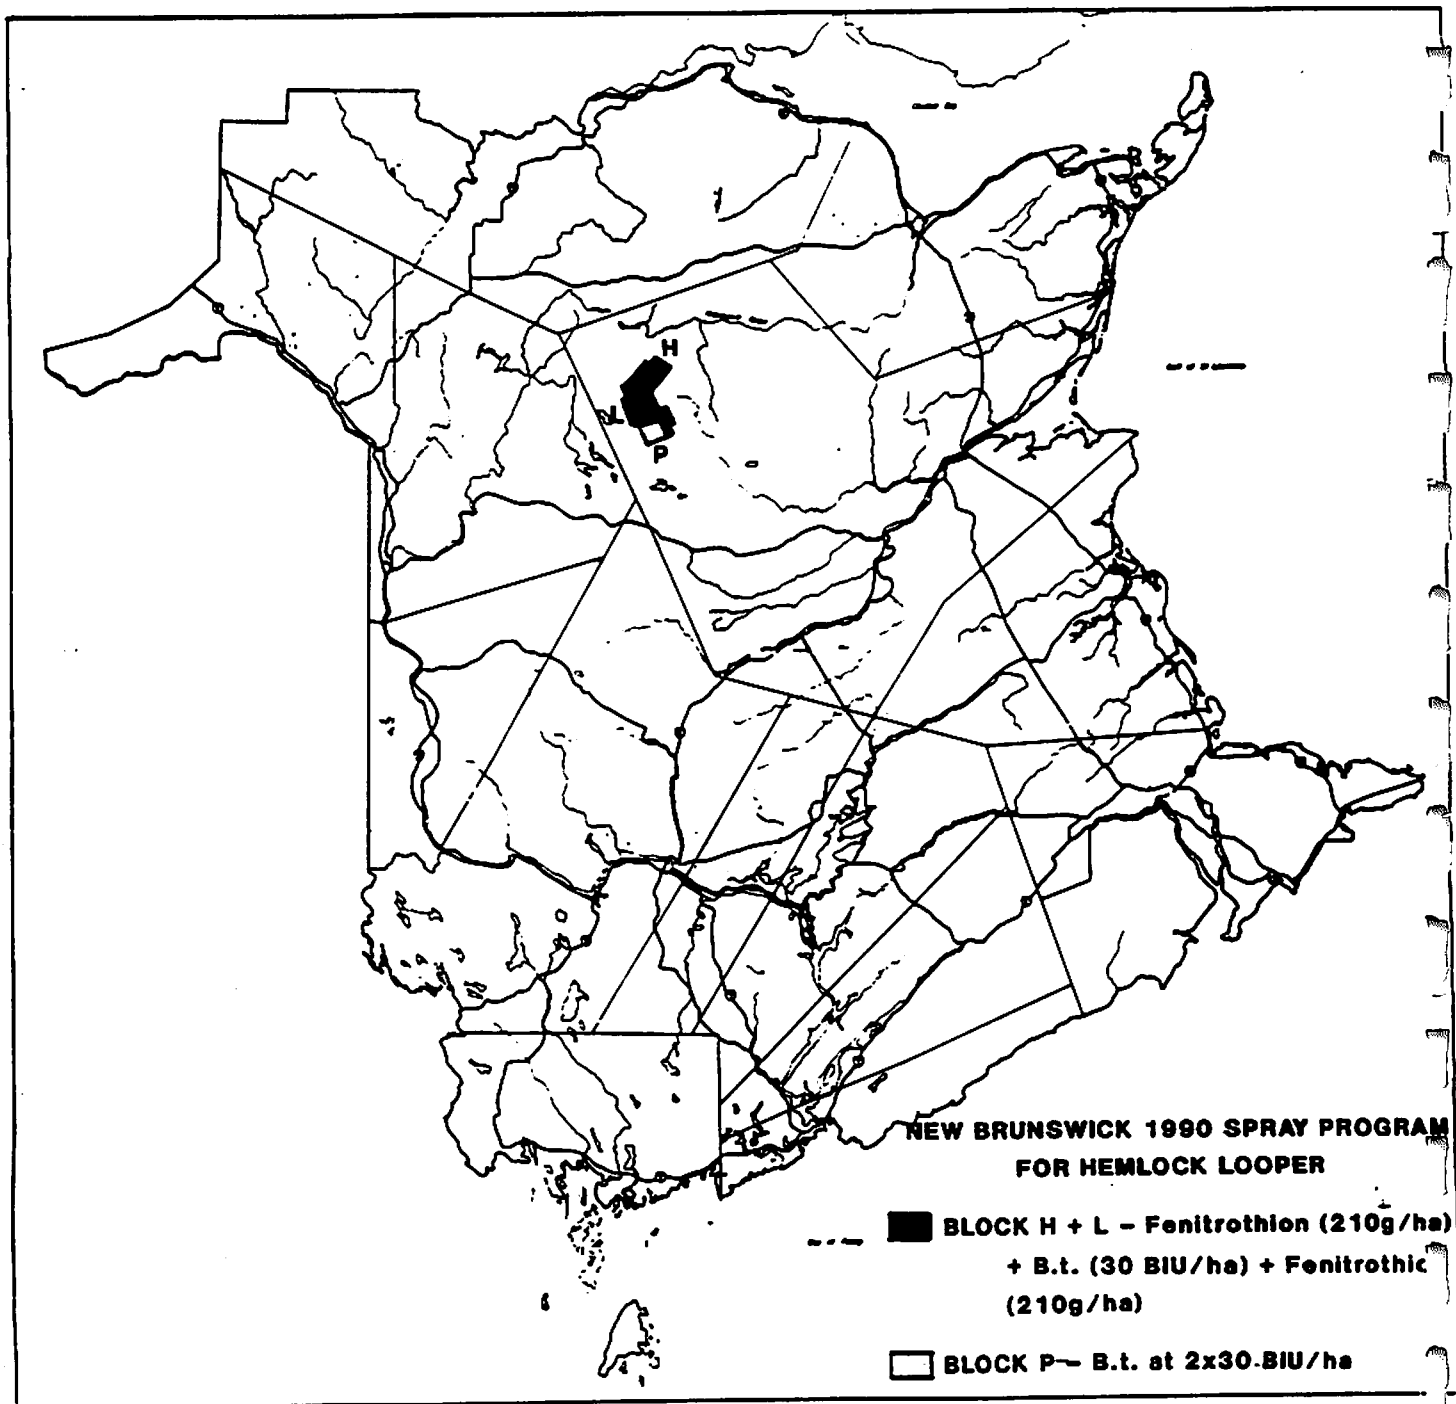 H
L
P
NEW BRUNSWICK 1990 SPRAY PROGRAM
FOR HEMLOCK LOOPER
BLOCK H + L - Fenitrothion (210g/ha)
+ B.t. (30 BIU/ha) + Fenitrothic
(210g/ha)
BLOCK P - B.t. at 2x30.BIU/ha